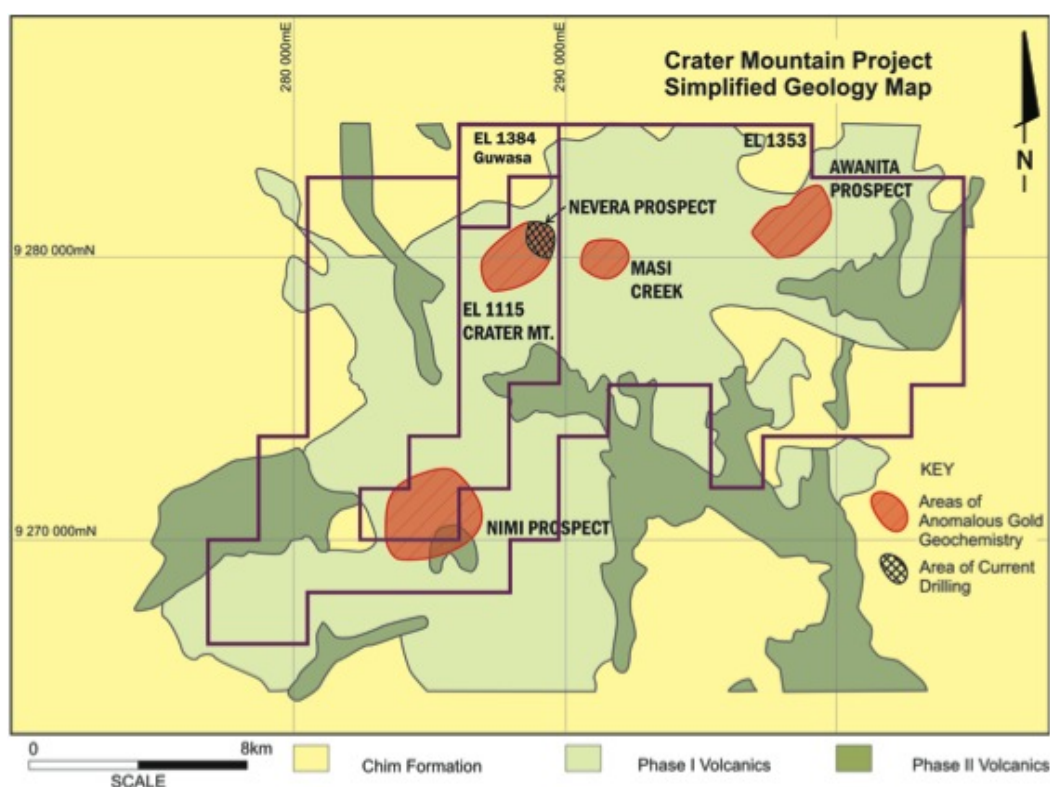 280 000mE
290 000mE
Crater Mountain Project
Simplified Geology Map
N
EL 1384
Guwasa
EL 1353
AWANITA
PROSPECT
NEVERA PROSPECT
9 280 000mN
MASI
CREEK
EL 1115
CRATER MT.
KEY
Areas of
Anomalous Gold
Geochemistry
NIMI PROSPECT
9 270 000mN
Area of Current
Drilling
0
8km
SCALE
Chim Formation
Phase I Volcanics
Phase II Volcanics